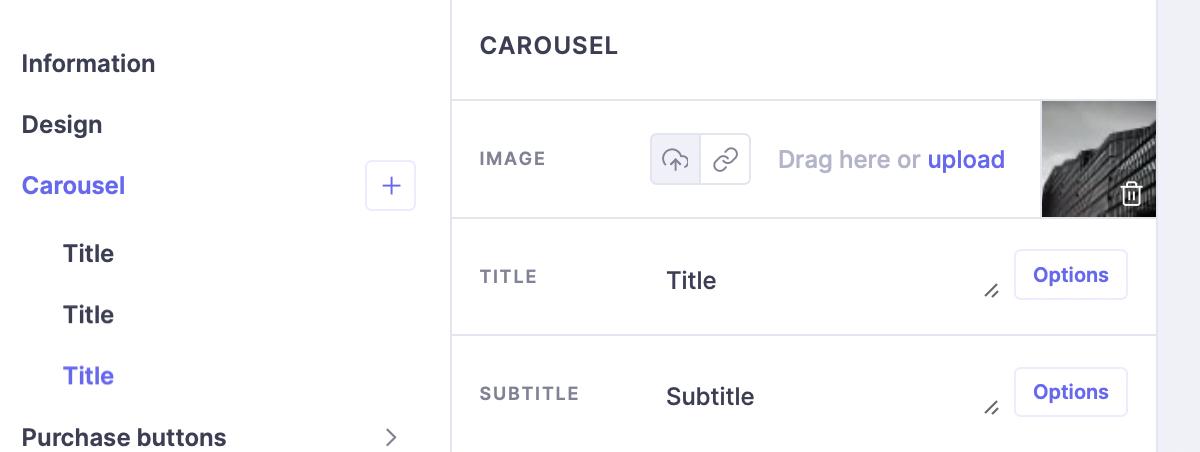 Information
Design
Carousel
Title
Title
Title
Purchase buttons
CAROUSEL
IMAGE
Drag here or upload
TITLE
Title
Options
SUBTITLE
Subtitle
Options